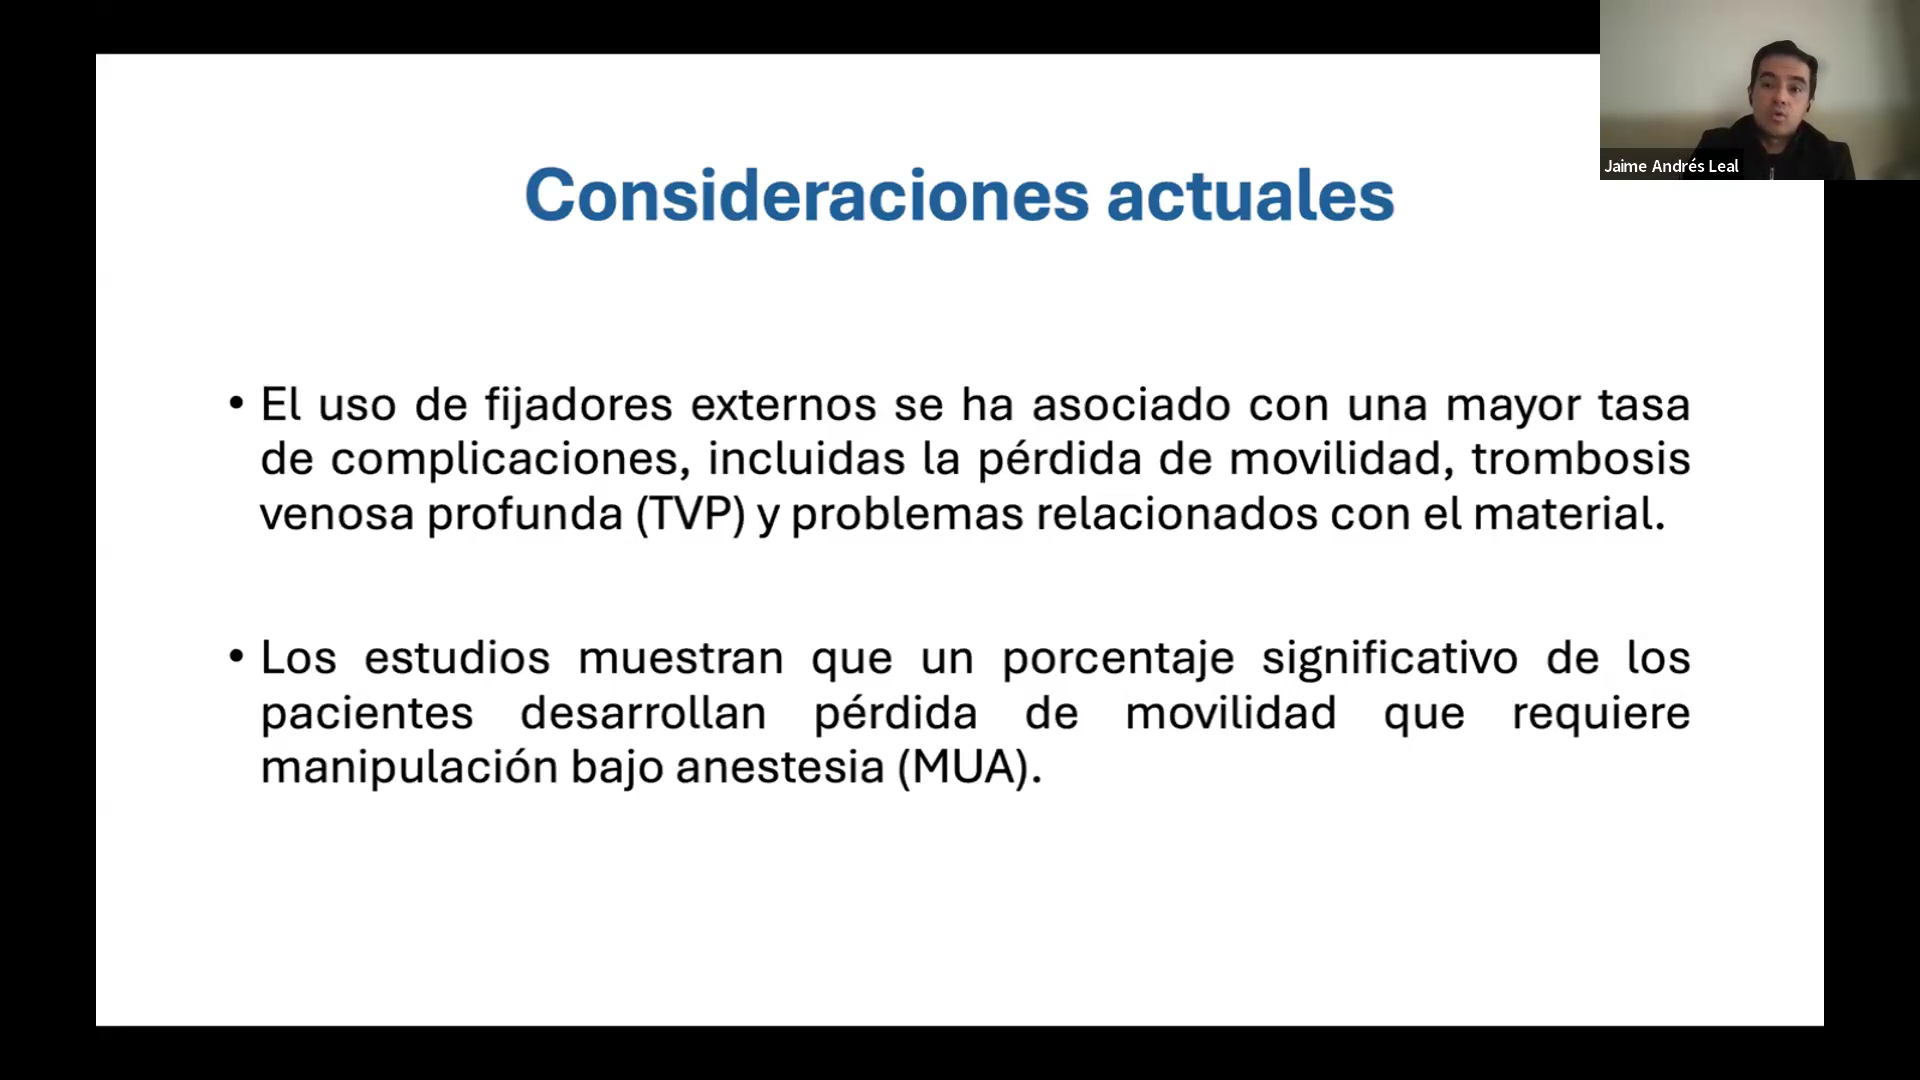 Jaime Andrés Leal
Consideraciones actuales
• El uso de fijadores externos se ha asociado con una mayor tasa
de complicaciones, incluidas la pérdida de movilidad, trombosis
venosa profunda (TVP) y problemas relacionados con el material.
• Los estudios muestran que un porcentaje significativo de los
pacientes desarrollan pérdida de movilidad que requiere
manipulación bajo anestesia (MUA).